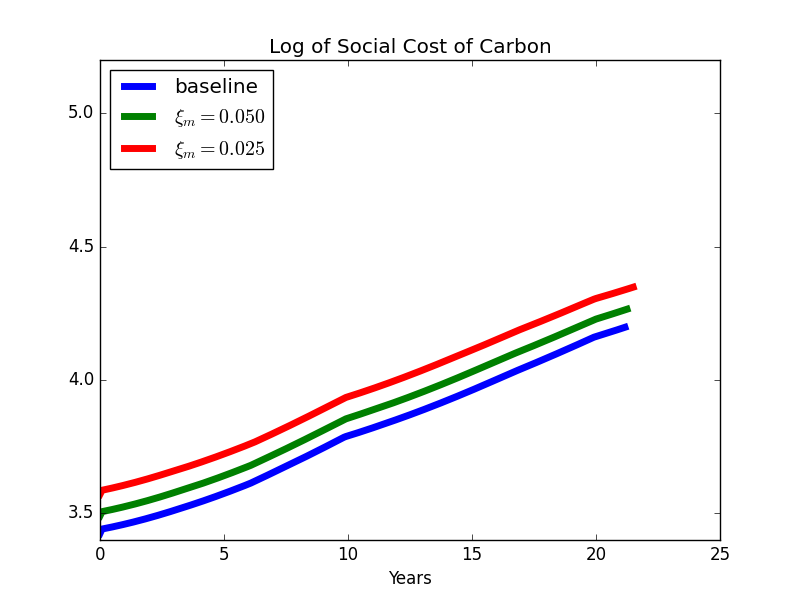 Log of Social Cost of Carbon
baseline
ξₘ = 0.050
ξₘ = 0.025
5.0
4.5
4.0
3.5
0 5 10 15 20 25
Years